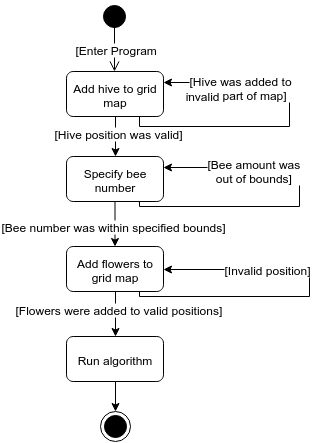 [Enter Program
Add hive to grid
map
[Hive was added to
invalid part of map]
[Hive position was valid]
Specify bee
number
[Bee amount was
out of bounds]
[Bee number was within specified bounds]
Add flowers to
grid map
[Invalid position]
[Flowers were added to valid positions]
Run algorithm